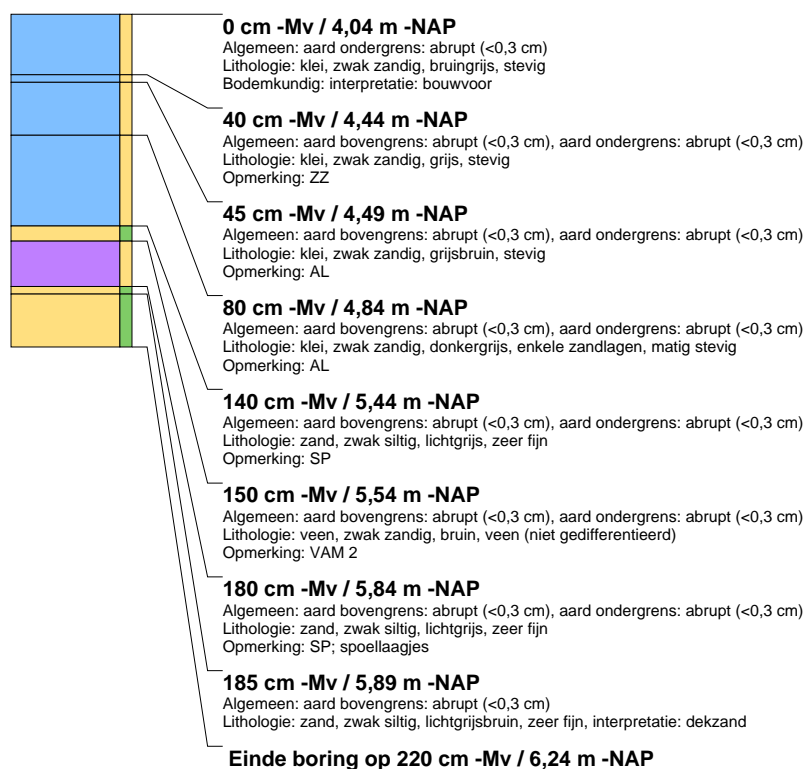 0 cm -Mv / 4,04 m -NAP
Algemeen: aard ondergrens: abrupt (<0,3 cm)
Lithologie: klei, zwak zandig, bruingrijs, stevig
Bodemkundig: interpretatie: bouwvoor
40 cm -Mv / 4,44 m -NAP
Algemeen: aard bovengrens: abrupt (<0,3 cm), aard ondergrens: abrupt (<0,3 cm)
Lithologie: klei, zwak zandig, grijs, stevig
Opmerking: ZZ
45 cm -Mv / 4,49 m -NAP
Algemeen: aard bovengrens: abrupt (<0,3 cm), aard ondergrens: abrupt (<0,3 cm)
Lithologie: klei, zwak zandig, grijsbruin, stevig
Opmerking: AL
80 cm -Mv / 4,84 m -NAP
Algemeen: aard bovengrens: abrupt (<0,3 cm), aard ondergrens: abrupt (<0,3 cm)
Lithologie: klei, zwak zandig, donkergrijs, enkele zandlagen, matig stevig
Opmerking: AL
140 cm -Mv / 5,44 m -NAP
Algemeen: aard bovengrens: abrupt (<0,3 cm), aard ondergrens: abrupt (<0,3 cm)
Lithologie: zand, zwak siltig, lichtgrijs, zeer fijn
Opmerking: SP
150 cm -Mv / 5,54 m -NAP
Algemeen: aard bovengrens: abrupt (<0,3 cm), aard ondergrens: abrupt (<0,3 cm)
Lithologie: veen, zwak zandig, bruin, veen (niet gedifferentieerd)
Opmerking: VAM 2
180 cm -Mv / 5,84 m -NAP
Algemeen: aard bovengrens: abrupt (<0,3 cm), aard ondergrens: abrupt (<0,3 cm)
Lithologie: zand, zwak siltig, lichtgrijs, zeer fijn
Opmerking: SP; spoellaagjes
185 cm -Mv / 5,89 m -NAP
Algemeen: aard bovengrens: abrupt (<0,3 cm)
Lithologie: zand, zwak siltig, lichtgrijsbruin, zeer fijn, interpretatie: dekzand
Einde boring op 220 cm -Mv / 6,24 m -NAP